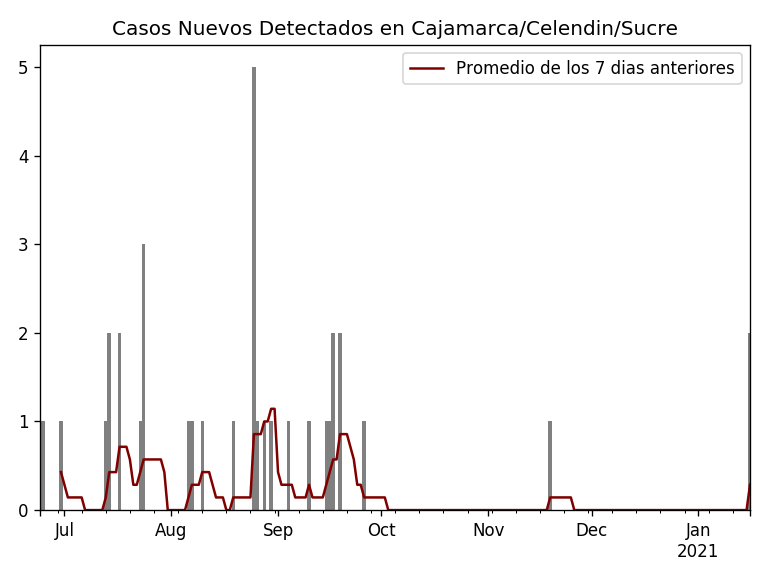 Casos Nuevos Detectados en Cajamarca/Celendin/Sucre
Promedio de los 7 dias anteriores
5
4
3
2
1
0
Jul Aug Sep Oct Nov Dec Jan
2021